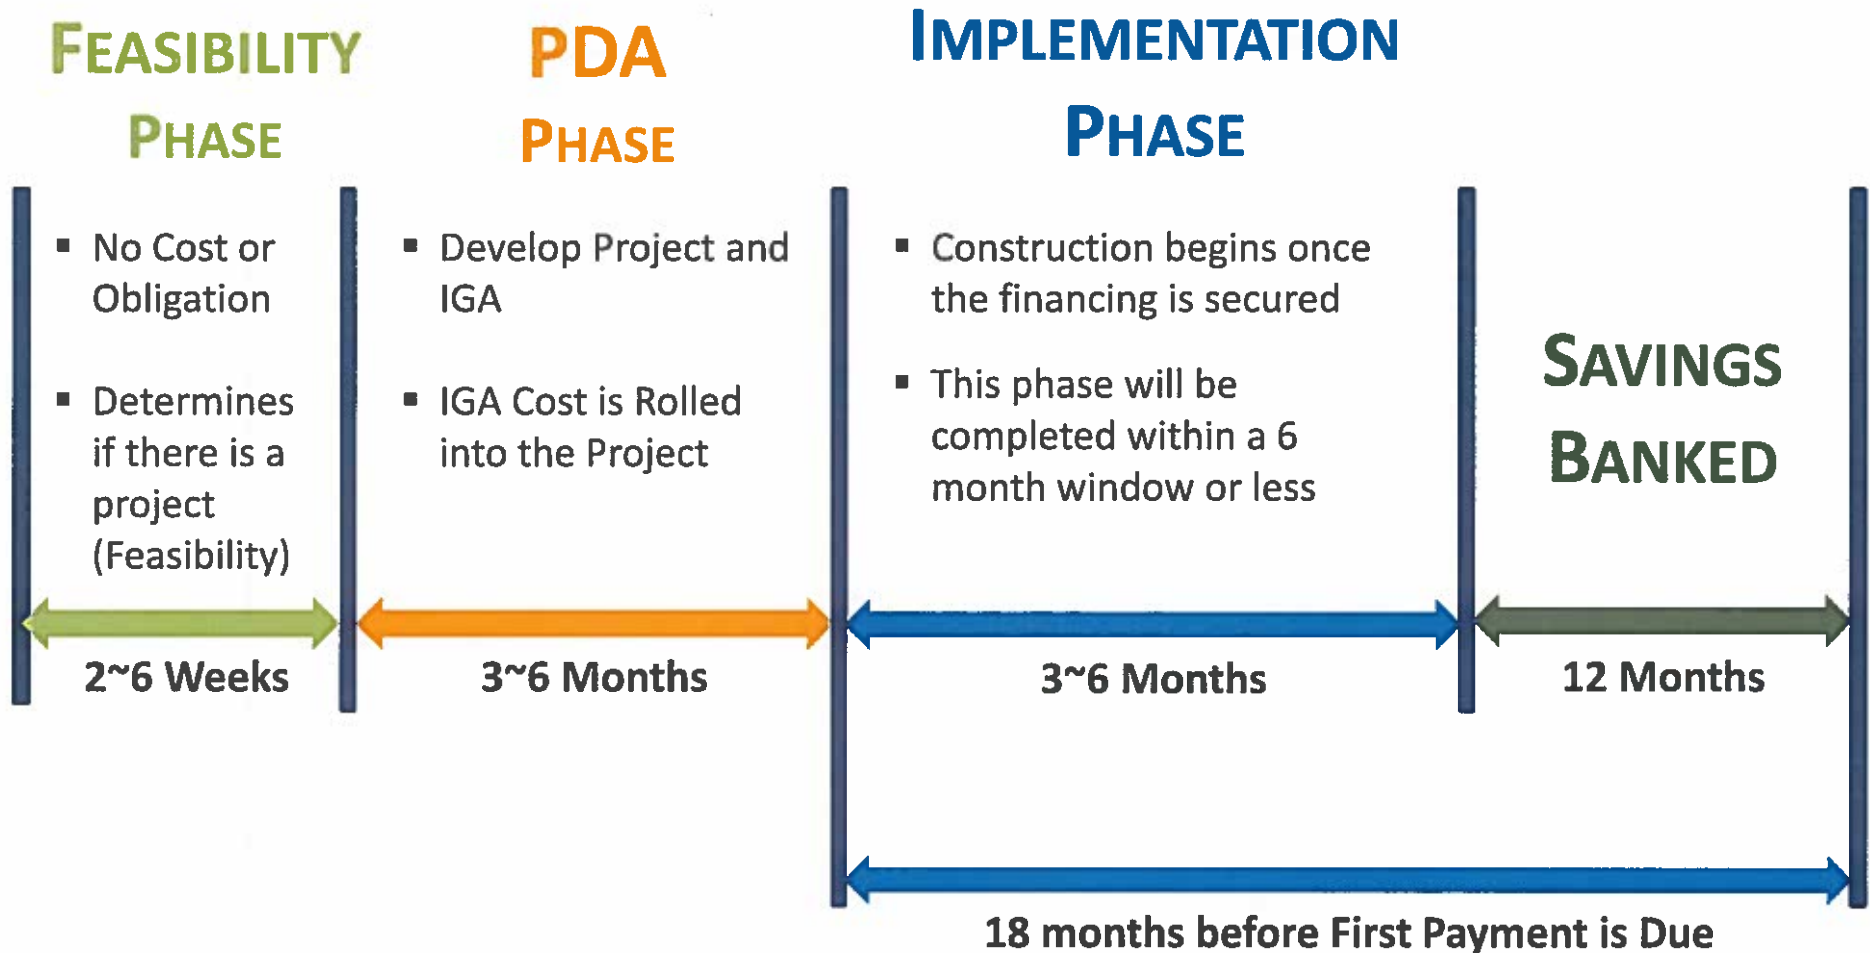 FEASIBILITY
PHASE
PDA
PHASE
IMPLEMENTATION
PHASE
▪ No Cost or
Obligation
▪ Determines
if there is a
project
(Feasibility)
▪ Develop Project and
IGA
▪ IGA Cost is Rolled
into the Project
▪ Construction begins once
the financing is secured
▪ This phase will be
completed within a 6
month window or less
SAVINGS
BANKED
2~6 Weeks
3~6 Months
3~6 Months
12 Months
18 months before First Payment is Due